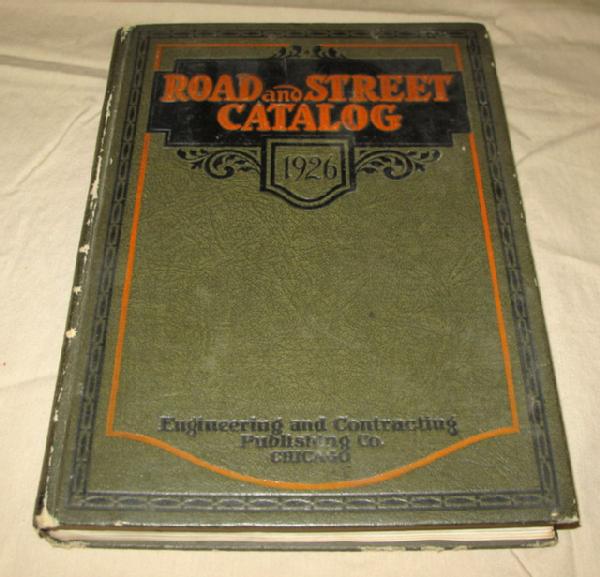 ROAD and STREET
CATALOG
1926
Engineering and Contracting
Publishing Co.
CHICAGO